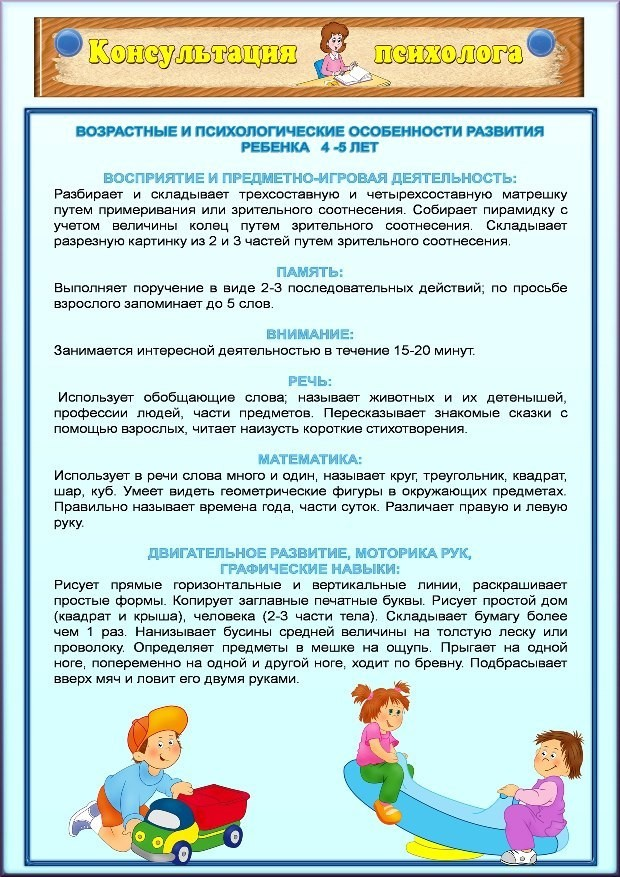 Консультация психолога
ВОЗРАСТНЫЕ И ПСИХОЛОГИЧЕСКИЕ ОСОБЕННОСТИ РАЗВИТИЯ
РЕБЕНКА 4 -5 ЛЕТ
ВОСПРИЯТИЕ И ПРЕДМЕТНО-ИГРОВАЯ ДЕЯТЕЛЬНОСТЬ:
Разбирает и складывает трехсоставную и четырехсоставную матрешку
путем примеривания или зрительного соотнесения. Собирает пирамидку с
учетом величины колец путем зрительного соотнесения. Складывает
разрезную картинку из 2 и 3 частей путем зрительного соотнесения.
ПАМЯТЬ:
Выполняет поручение в виде 2-3 последовательных действий; по просьбе
взрослого запоминает до 5 слов.
ВНИМАНИЕ:
Занимается интересной деятельностью в течение 15-20 минут.
РЕЧЬ:
Использует обобщающие слова; называет животных и их детенышей,
профессии людей, части предметов. Пересказывает знакомые сказки с
помощью взрослых, читает наизусть короткие стихотворения.
МАТЕМАТИКА:
Использует в речи слова много и один, называет круг, треугольник, квадрат,
шар, куб. Умеет видеть геометрические фигуры в окружающих предметах.
Правильно называет времена года, части суток. Различает правую и левую
руку.
ДВИГАТЕЛЬНОЕ РАЗВИТИЕ, МОТОРИКА РУК,
ГРАФИЧЕСКИЕ НАВЫКИ:
Рисует прямые горизонтальные и вертикальные линии, раскрашивает
простые формы. Копирует заглавные печатные буквы. Рисует простой дом
(квадрат и крыша), человека (2-3 части тела). Складывает бумагу более
чем 1 раз. Нанизывает бусины средней величины на толстую леску или
проволоку. Определяет предметы в мешке на ощупь. Прыгает на одной
ноге, попеременно на одной и другой ноге, ходит по бревну. Подбрасывает
вверх мяч и ловит его двумя руками.